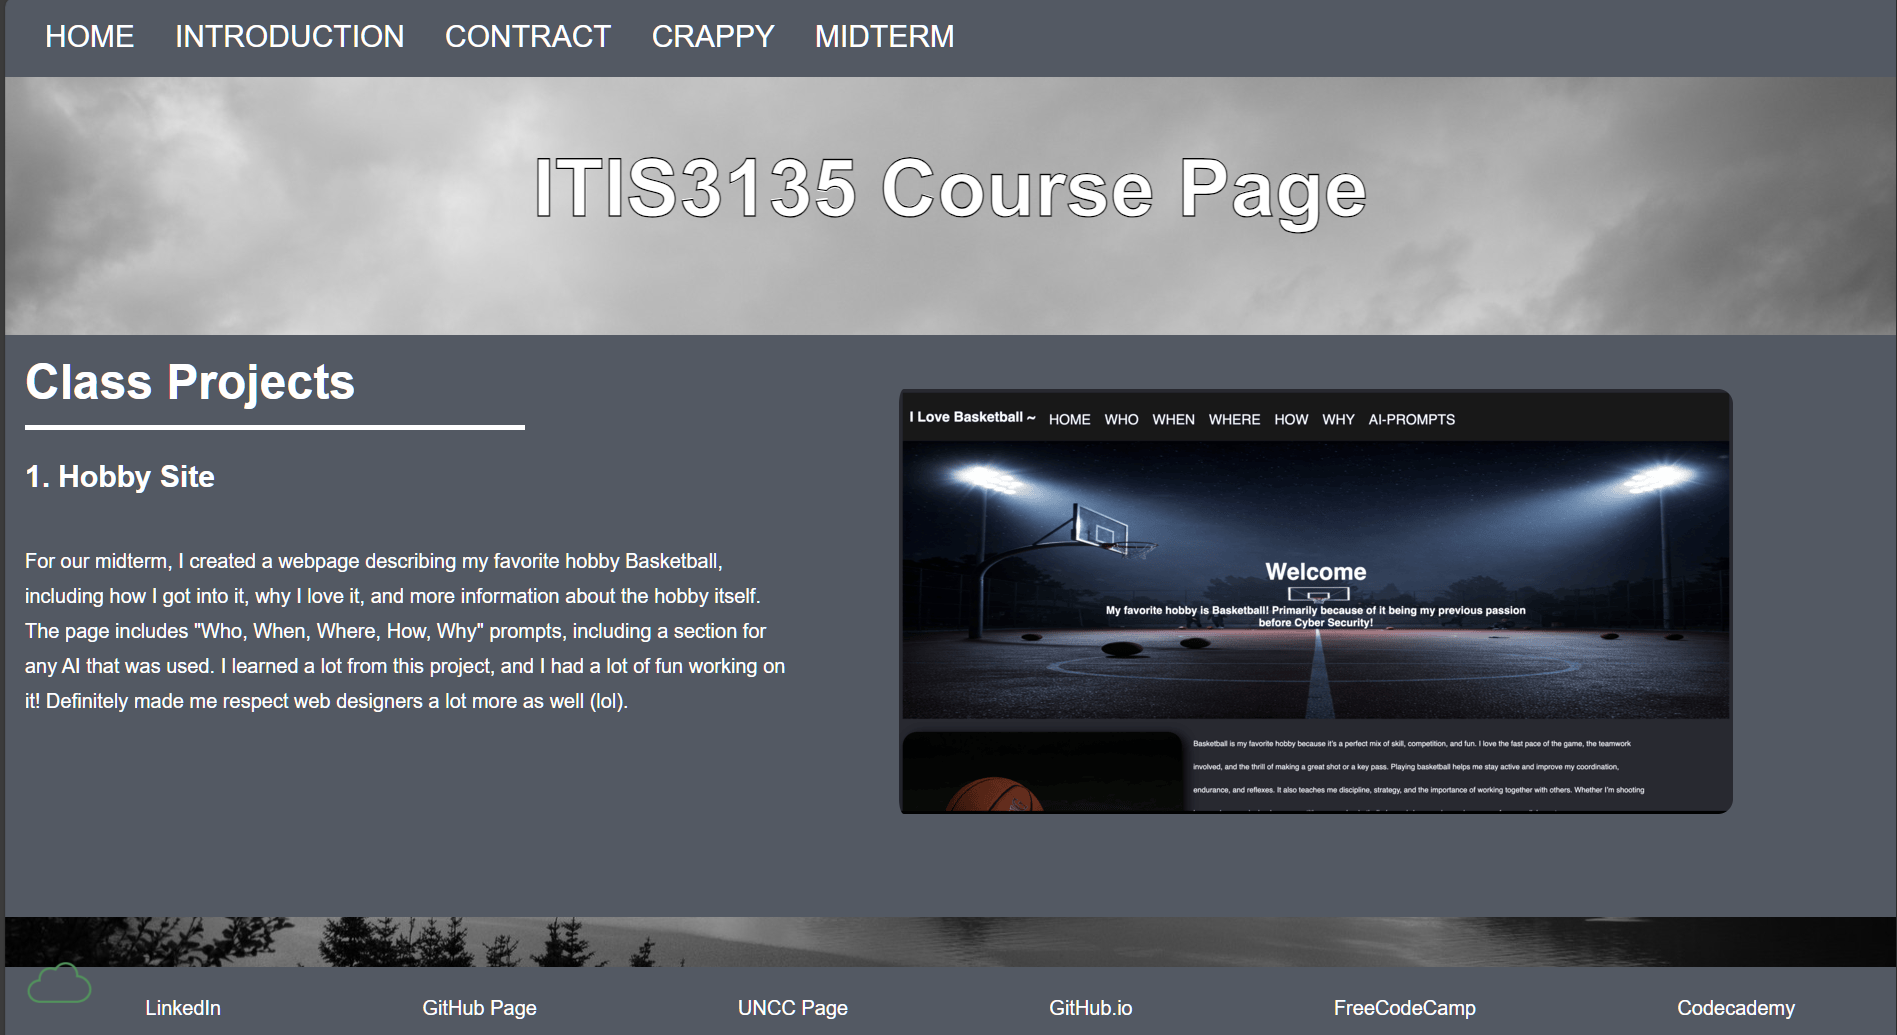 HOME INTRODUCTION CONTRACT CRAPPY MIDTERM
ITIS3135 Course Page
Class Projects
1. Hobby Site
For our midterm, I created a webpage describing my favorite hobby Basketball,
including how I got into it, why I love it, and more information about the hobby itself.
The page includes "Who, When, Where, How, Why" prompts, including a section for
any AI that was used. I learned a lot from this project, and I had a lot of fun working on
it! Definitely made me respect web designers a lot more as well (lol).
I Love Basketball ~ HOME WHO WHEN WHERE HOW WHY AI-PROMPTS
Welcome
My favorite hobby is Basketball! Primarily because of it being my previous passion
before Cyber Security!
Basketball is my favorite hobby because it's a perfect mix of skill, competition, and fun. I love the fast pace of the game, the teamwork
involved, and the thrill of making a great shot or a key pass. Playing basketball helps me stay active and improve my coordination,
endurance, and reflexes. It also teaches me discipline, strategy, and the importance of working together with others. Whether I'm shooting
LinkedIn GitHub Page UNCC Page GitHub.io FreeCodeCamp Codecademy